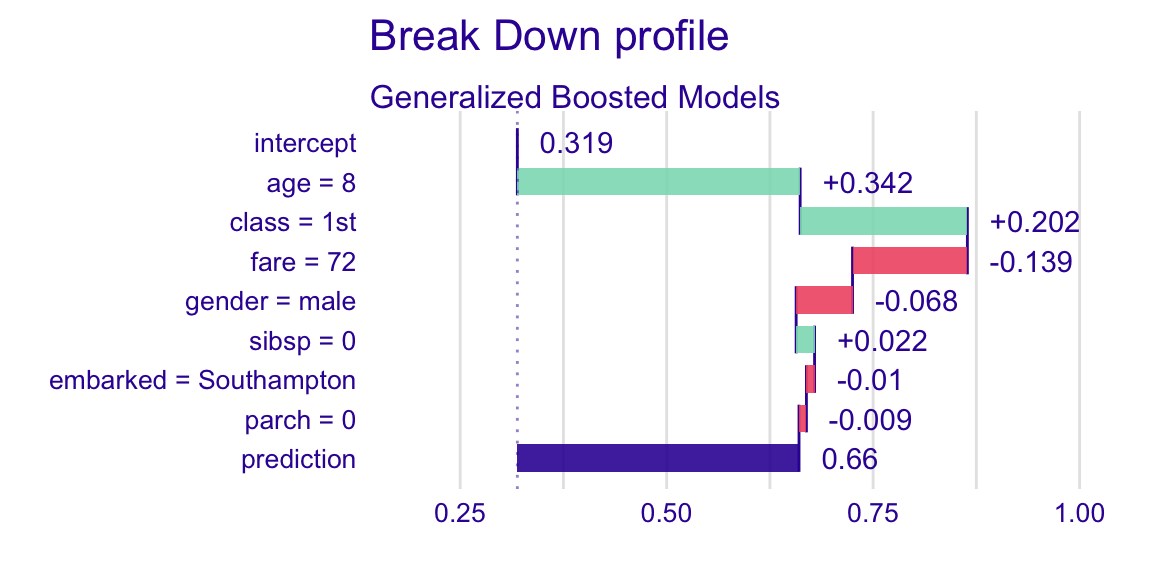 Break Down profile
Generalized Boosted Models
intercept 0.319
age = 8 +0.342
class = 1st +0.202
fare = 72 -0.139
gender = male -0.068
sibsp = 0 +0.022
embarked = Southampton -0.01
parch = 0 -0.009
prediction 0.66
0.25 0.50 0.75 1.00